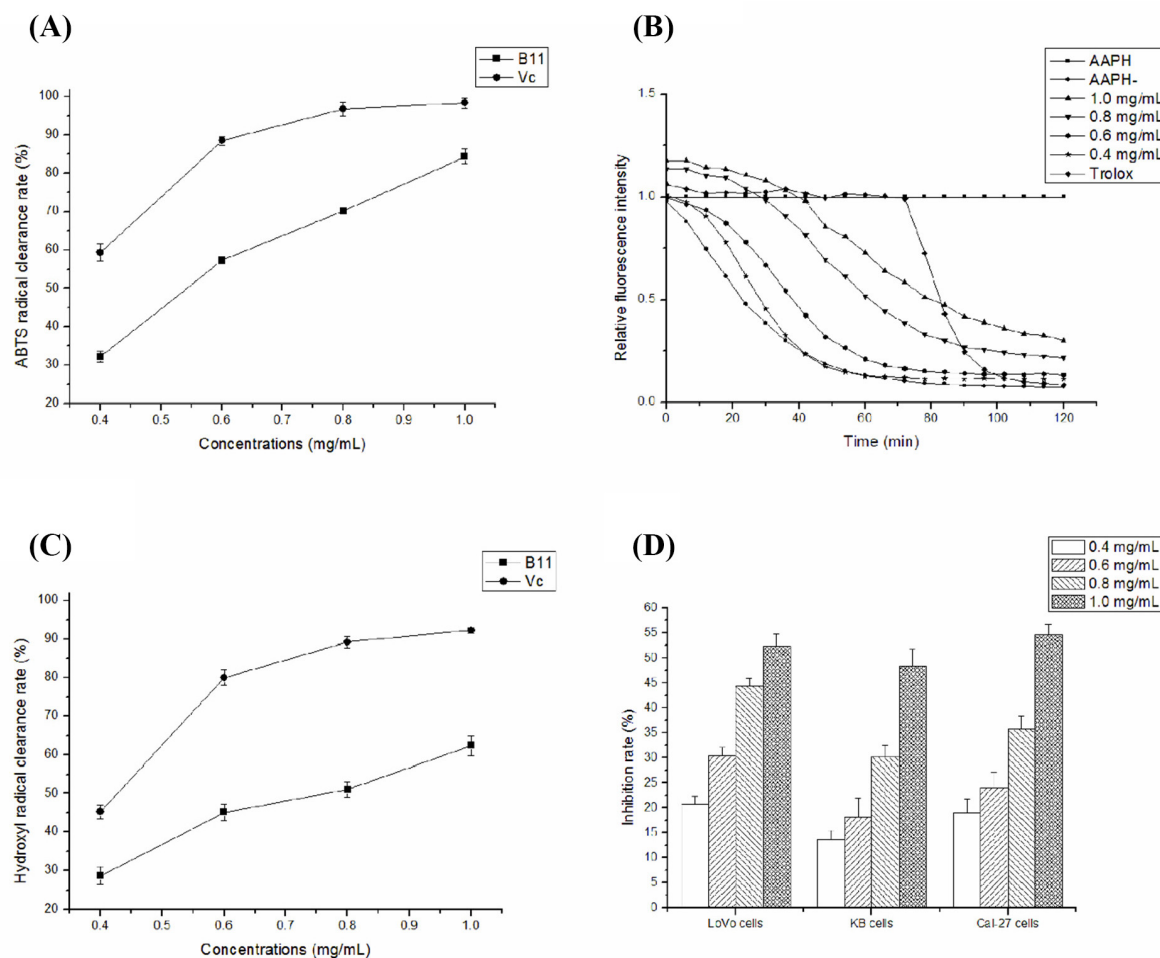 (A)
B11
Vc
100
90
80
70
60
50
40
30
20
ABTS radical clearance rate (%)
0.4 0.5 0.6 0.7 0.8 0.9 1.0
Concentrations (mg/mL)
(B)
AAPH
AAPH-
1.0 mg/mL
0.8 mg/mL
0.6 mg/mL
0.4 mg/mL
Trolox
1.5
1.0
0.5
0.0
Relative fluorescence intensity
0 20 40 60 80 100 120
Time (min)
(C)
B11
Vc
100
90
80
70
60
50
40
30
20
Hydroxyl radical clearance rate (%)
0.4 0.5 0.6 0.7 0.8 0.9 1.0
Concentrations (mg/mL)
(D)
0.4 mg/mL
0.6 mg/mL
0.8 mg/mL
1.0 mg/mL
60
55
50
45
40
35
30
25
20
15
10
5
0
Inhibition rate (%)
LoVo cells KB cells Cal-27 cells